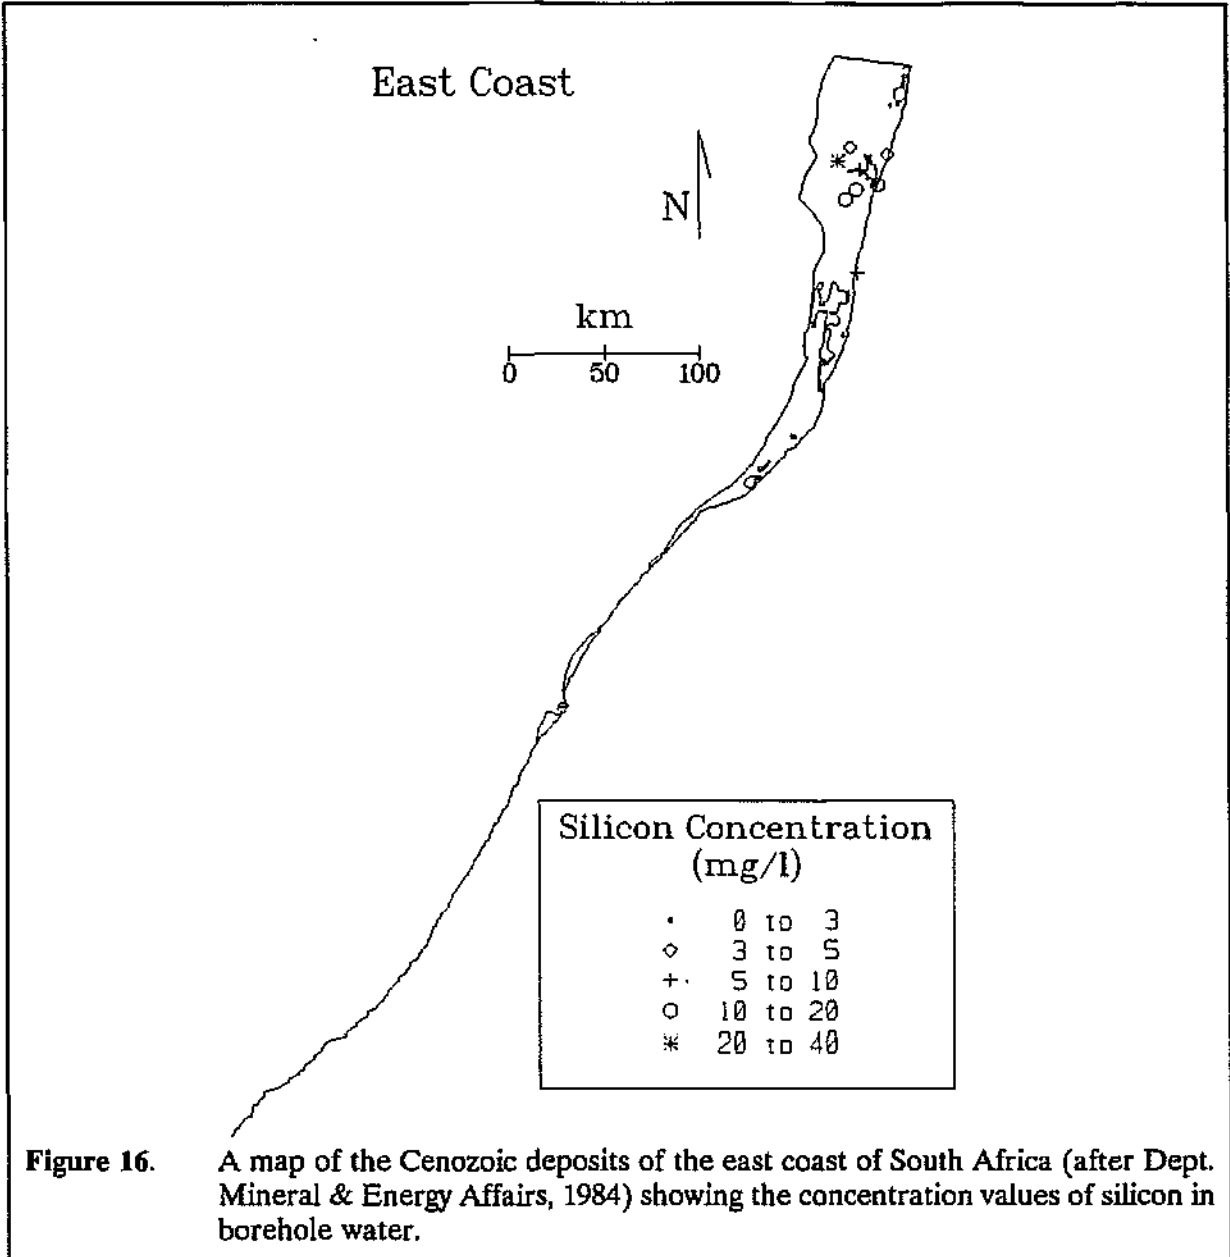 East Coast
N
km
0 50 100
Silicon Concentration
(mg/l)
0 to 3
3 to 5
5 to 10
10 to 20
20 to 40
Figure 16. A map of the Cenozoic deposits of the east coast of South Africa (after Dept.
Mineral & Energy Affairs, 1984) showing the concentration values of silicon in
borehole water.